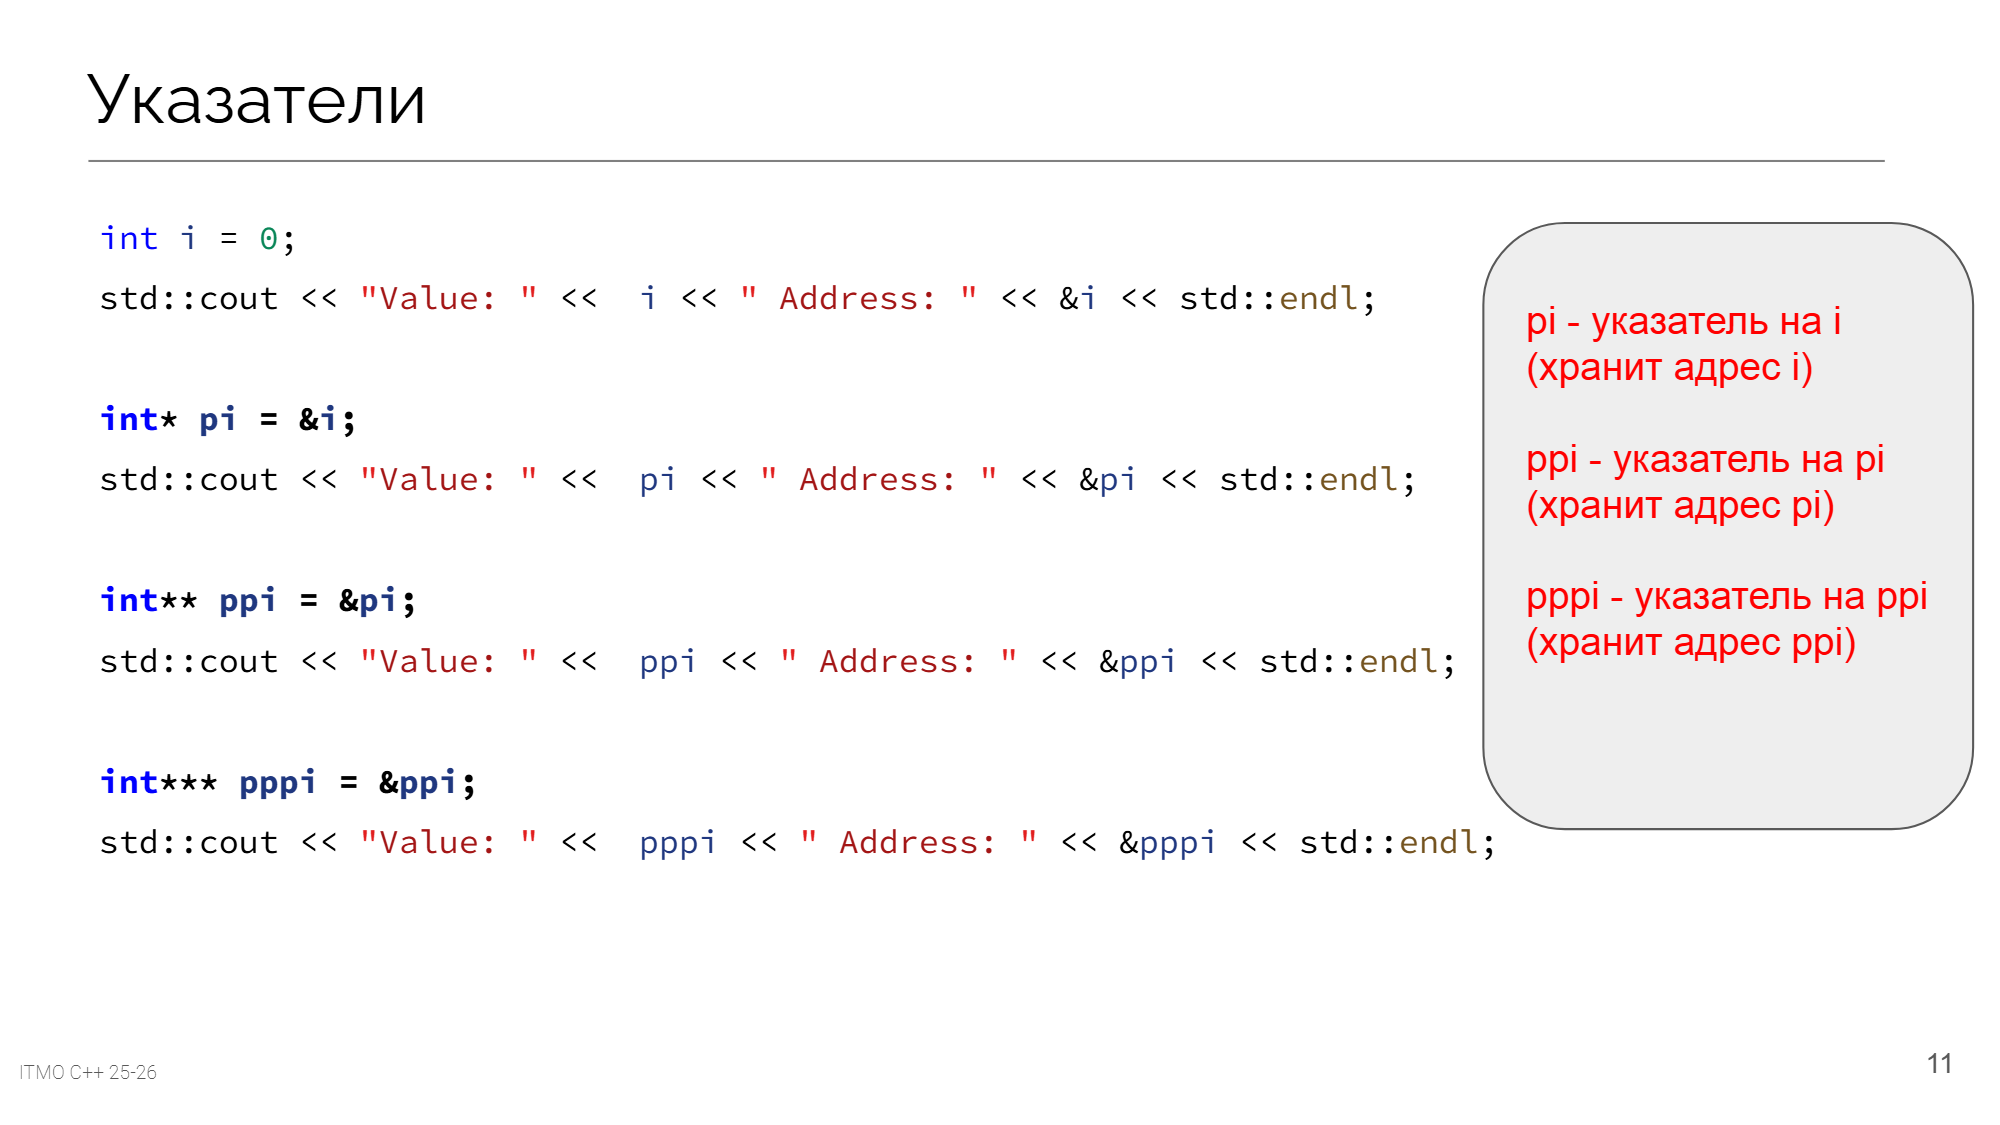 Указатели
int i = 0;
std::cout << "Value: " <<  i << " Address: " << &i << std::endl;
int* pi = &i;
std::cout << "Value: " <<  pi << " Address: " << &pi << std::endl;
int** ppi = &pi;
std::cout << "Value: " <<  ppi << " Address: " << &ppi << std::endl;
int*** pppi = &ppi;
std::cout << "Value: " <<  pppi << " Address: " << &pppi << std::endl;
pi - указатель на i
(хранит адрес i)
ppi - указатель на pi
(хранит адрес pi)
pppi - указатель на ppi
(хранит адрес ppi)
ITMO C++ 25-26
11